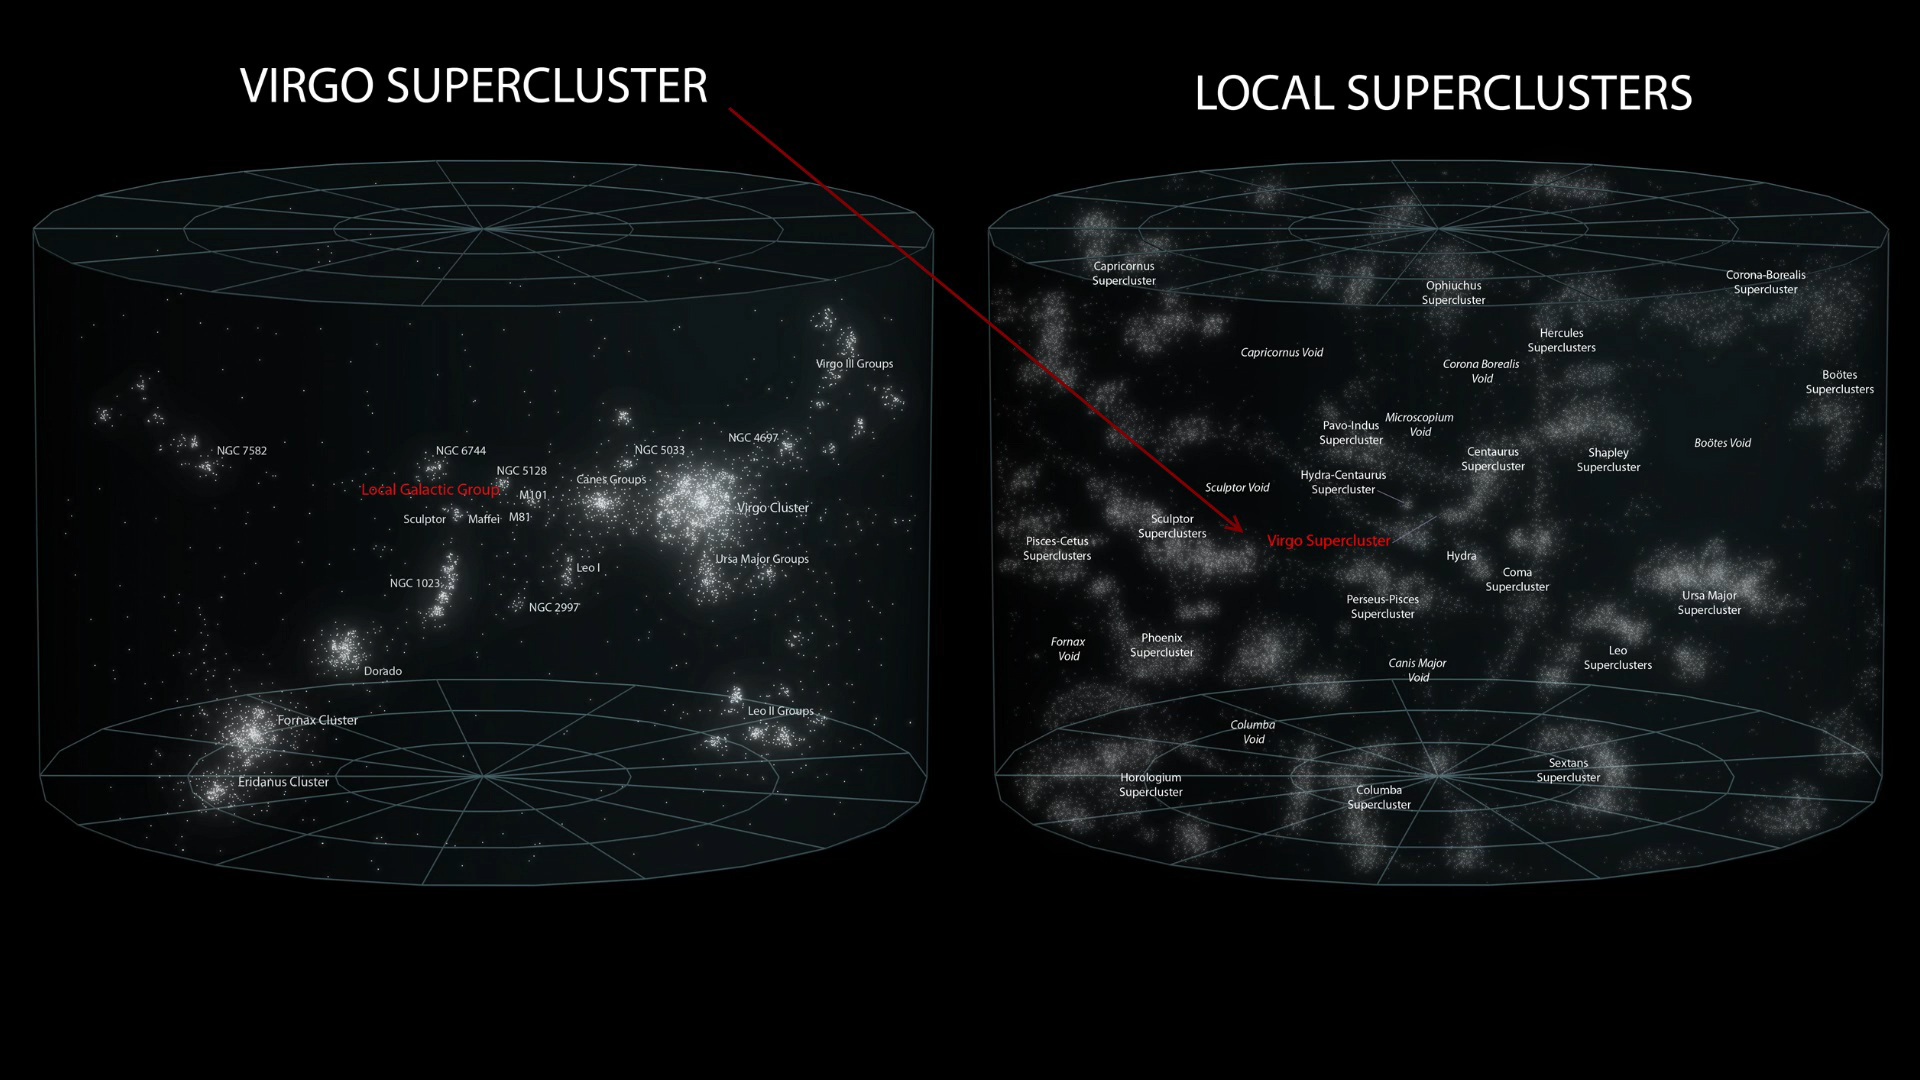 VIRGO SUPERCLUSTER
Virgo III Groups
NGC 7582
NGC 6744
NGC 5033
NGC 4697
NGC 5128
Canes Groups
Local Galactic Group
M101
Virgo Cluster
Sculptor
Maffei
M81
Ursa Major Groups
Leo I
NGC 1023
NGC 2997
Dorado
Leo II Groups
Fornax Cluster
Eridanus Cluster
LOCAL SUPERCLUSTERS
Capricornus
Supercluster
Ophiuchus
Supercluster
Corona-Borealis
Supercluster
Hercules
Superclusters
Capricornus Void
Corona Borealis
Void
Boötes
Superclusters
Pavo-Indus
Supercluster
Microscopium
Void
Boötes Void
Centaurus
Supercluster
Shapley
Supercluster
Hydra-Centaurus
Supercluster
Sculptor Void
Sculptor
Superclusters
Pisces-Cetus
Superclusters
Virgo Supercluster
Hydra
Coma
Supercluster
Perseus-Pisces
Supercluster
Ursa Major
Supercluster
Fornax
Void
Phoenix
Supercluster
Canis Major
Void
Leo
Superclusters
Columba
Void
Horologium
Supercluster
Columba
Supercluster
Sextans
Supercluster